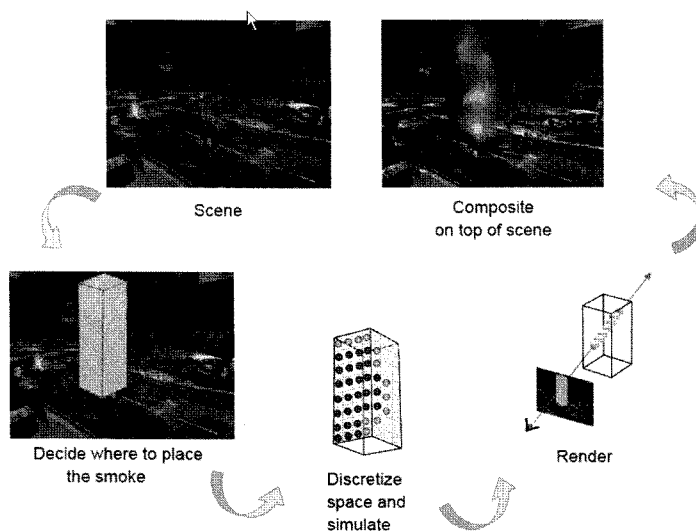 Scene
Composite
on top of scene
Decide where to place
the smoke
Discretize
space and
simulate
Render